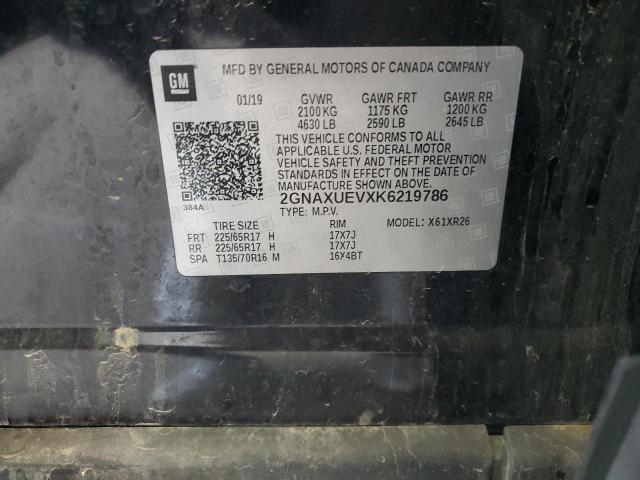 GM
MFD BY GENERAL MOTORS OF CANADA COMPANY
01/19 GVWR GAWR FRT GAWR RR
2100 KG 1175 KG 1200 KG
4630 LB 2590 LB 2645 LB
THIS VEHICLE CONFORMS TO ALL
APPLICABLE U.S. FEDERAL MOTOR
VEHICLE SAFETY AND THEFT PREVENTION
STANDARDS IN EFFECT ON THE DATE
OF MANUFACTURE SHOWN ABOVE.
384A
2GNAXUEVXK6219786
TYPE: M.P.V. MODEL: X61XR26
TIRE SIZE RIM
FRT 225/65R17 H 17X7J
RR 225/65R17 H 17X7J
SPA T135/70R16 M 16X4BT